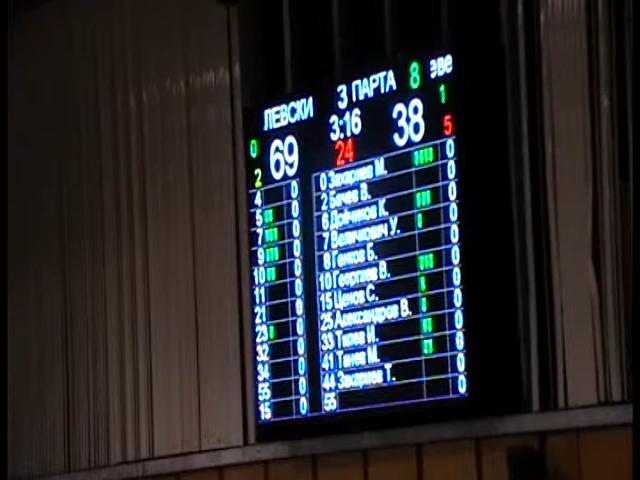 ЛЕВСКИ 3 ПАРТА 8 еве
0 69 3:16 38 1
2 24 5
4 0 0 Захариев М. 0
5 0 2 Бачев В. 0
7 0 6 Дойчинов К. 0
9 0 7 Величкович У. 0
10 0 8 Генков Б. 0
11 0 10 Георгиев В. 0
21 0 15 Ценов С. 0
23 0 25 Александров В. 0
32 0 33 И. 0
34 0 41 Танев М. 0
55 0 44 Захариев Т. 0
15 0 55 0